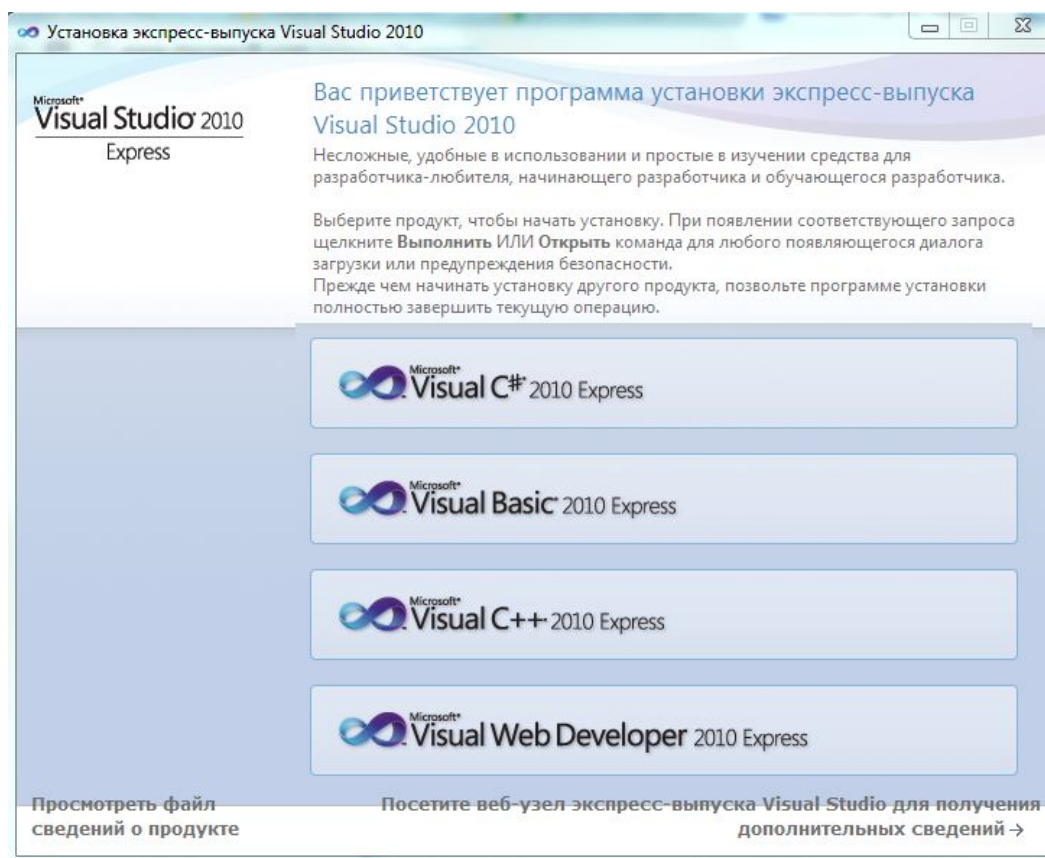 Установка экспресс-выпуска Visual Studio 2010
Microsoft®
Visual Studio® 2010
Express
Вас приветствует программа установки экспресс-выпуска
Visual Studio 2010
Несложные, удобные в использовании и простые в изучении средства для
разработчика-любителя, начинающего разработчика и обучающегося разработчика.
Выберите продукт, чтобы начать установку. При появлении соответствующего запроса
щелкните Выполнить ИЛИ Открыть команда для любого появляющегося диалога
загрузки или предупреждения безопасности.
Прежде чем начинать установку другого продукта, позвольте программе установки
полностью завершить текущую операцию.
Microsoft®
Visual C#® 2010 Express
Microsoft®
Visual Basic® 2010 Express
Microsoft®
Visual C++® 2010 Express
Microsoft®
Visual Web Developer 2010 Express
Просмотреть файл
сведений о продукте
Посетите веб-узел экспресс-выпуска Visual Studio для получения
дополнительных сведений →